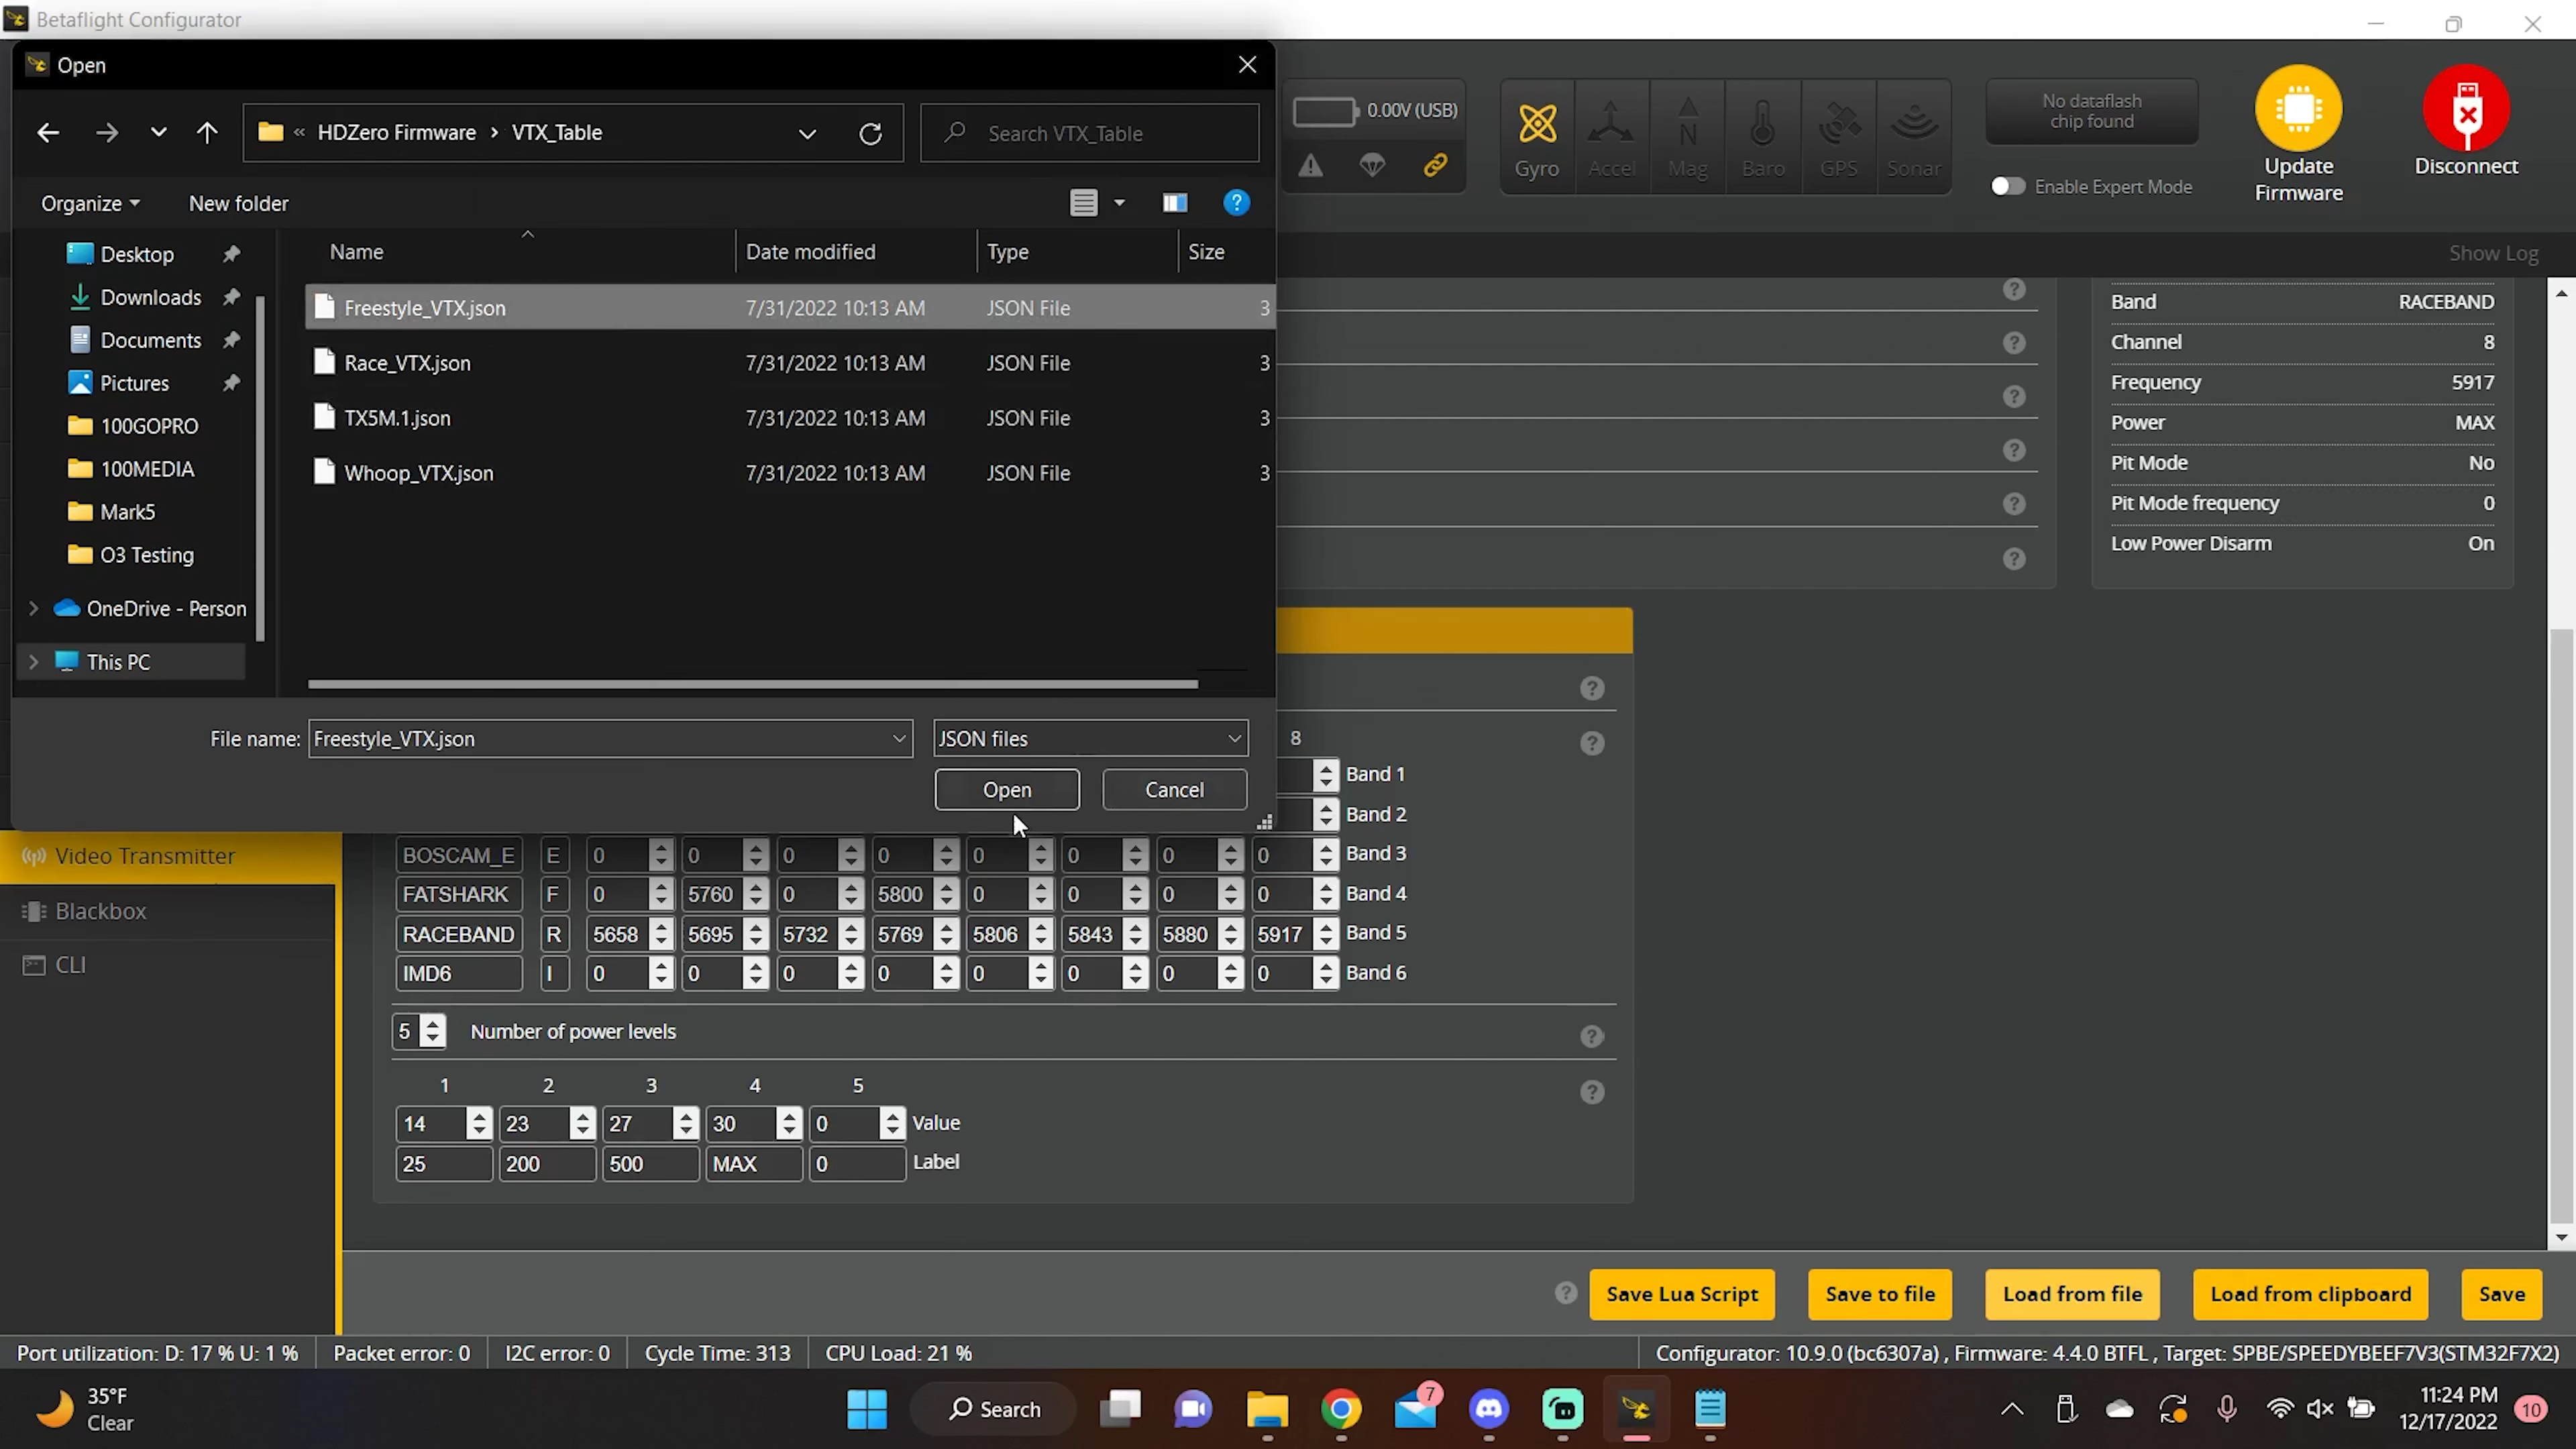 Betaflight Configurator
Open
« HDZero Firmware › VTX_Table
Search VTX_Table
Organize
New folder
Name
Date modified
Type
Size
Desktop
Downloads
Documents
Pictures
100GOPRO
100MEDIA
Mark5
O3 Testing
OneDrive - Person
This PC
Freestyle_VTX.json 7/31/2022 10:13 AM JSON File 3
Race_VTX.json 7/31/2022 10:13 AM JSON File 3
TX5M.1.json 7/31/2022 10:13 AM JSON File 3
Whoop_VTX.json 7/31/2022 10:13 AM JSON File 3
File name: Freestyle_VTX.json
JSON files
Open
Cancel
0.00V (USB)
Gyro
Accel
Mag
Baro
GPS
Sonar
No dataflash
chip found
Enable Expert Mode
Update
Firmware
Disconnect
Show Log
Band RACEBAND
Channel 8
Frequency 5917
Power MAX
Pit Mode No
Pit Mode frequency 0
Low Power Disarm On
Video Transmitter
Blackbox
CLI
8
Band 1
Band 2
BOSCAM_E E 0 0 0 0 0 0 0 0 Band 3
FATSHARK F 0 5760 0 5800 0 0 0 0 Band 4
RACEBAND R 5658 5695 5732 5769 5806 5843 5880 5917 Band 5
IMD6 I 0 0 0 0 0 0 0 0 Band 6
5 Number of power levels
1 2 3 4 5
14 23 27 30 0 Value
25 200 500 MAX 0 Label
Save Lua Script
Save to file
Load from file
Load from clipboard
Save
Port utilization: D: 17 % U: 1 %
Packet error: 0
I2C error: 0
Cycle Time: 313
CPU Load: 21 %
Configurator: 10.9.0 (bc6307a) , Firmware: 4.4.0 BTFL , Target: SPBE/SPEEDYBEEF7V3(STM32F7X2)
35°F
Clear
Search
7
11:24 PM
12/17/2022
10